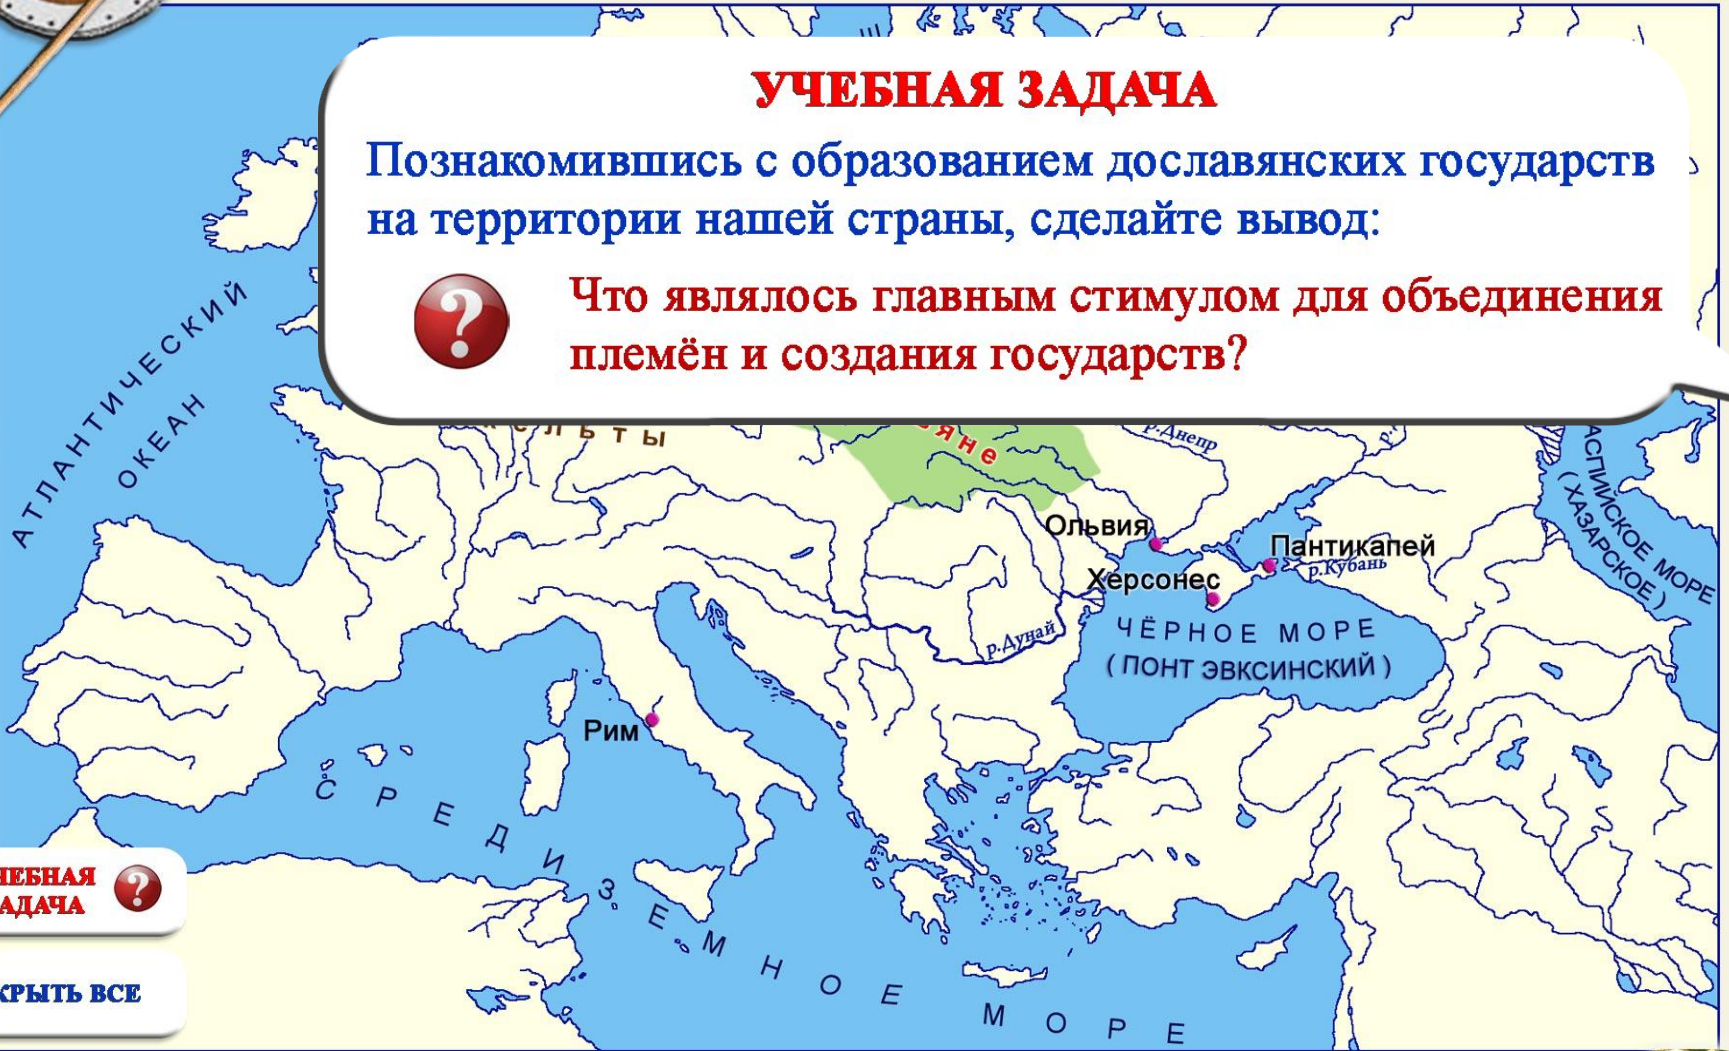 УЧЕБНАЯ ЗАДАЧА
Познакомившись с образованием дославянских государств
на территории нашей страны, сделайте вывод:
?
Что являлось главным стимулом для объединения
племён и создания государств?
АТЛАНТИЧЕСКИЙ
ОКЕАН
р.Днепр
Ольвия
Пантикапей
р.Кубань
Херсонес
(ХАЗАРСКОЕ)
ЧЁРНОЕ МОРЕ
(ПОНТ ЭВКСИНСКИЙ)
р.Дунай
Рим
СРЕДИЗЕМНОЕ МОРЕ
?
ВСЕ